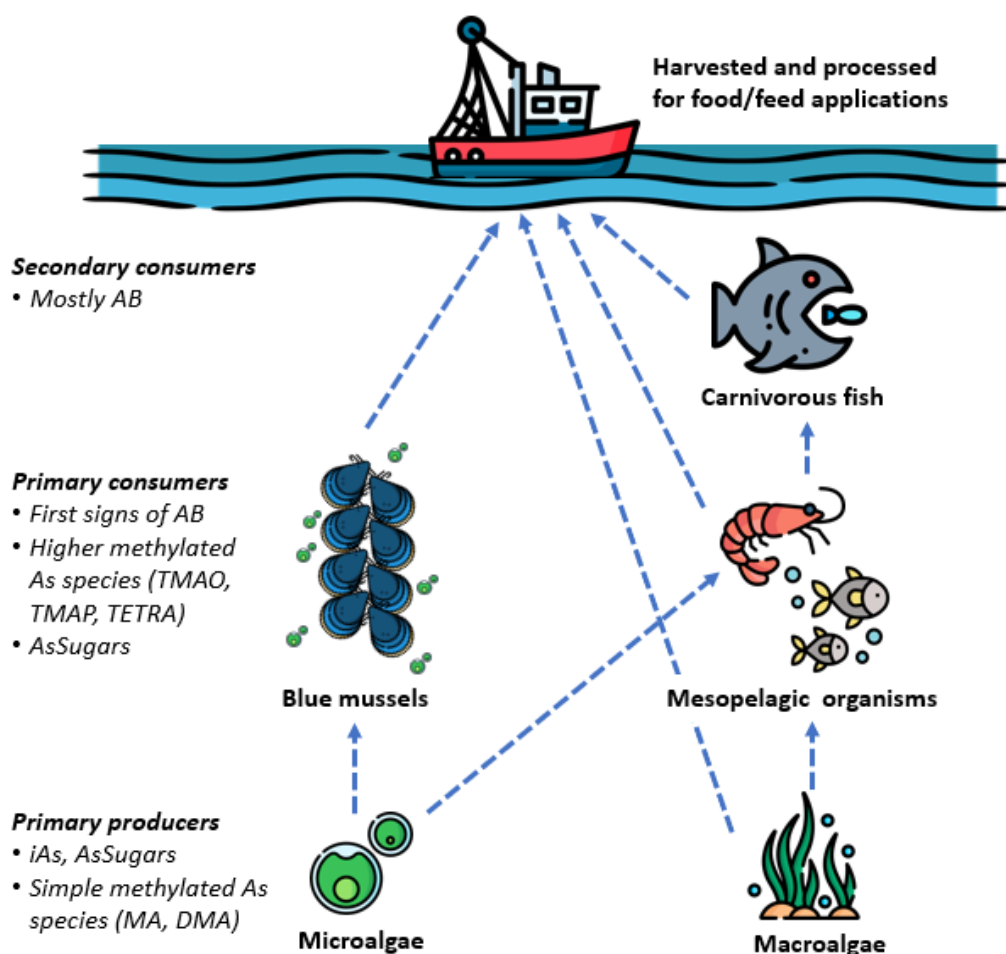 Harvested and processed
for food/feed applications
Secondary consumers
• Mostly AB
Carnivorous fish
Primary consumers
• First signs of AB
• Higher methylated
As species (TMAO,
TMAP, TETRA)
• AsSugars
Blue mussels
Mesopelagic organisms
Primary producers
• iAs, AsSugars
• Simple methylated As
species (MA, DMA)
Microalgae
Macroalgae